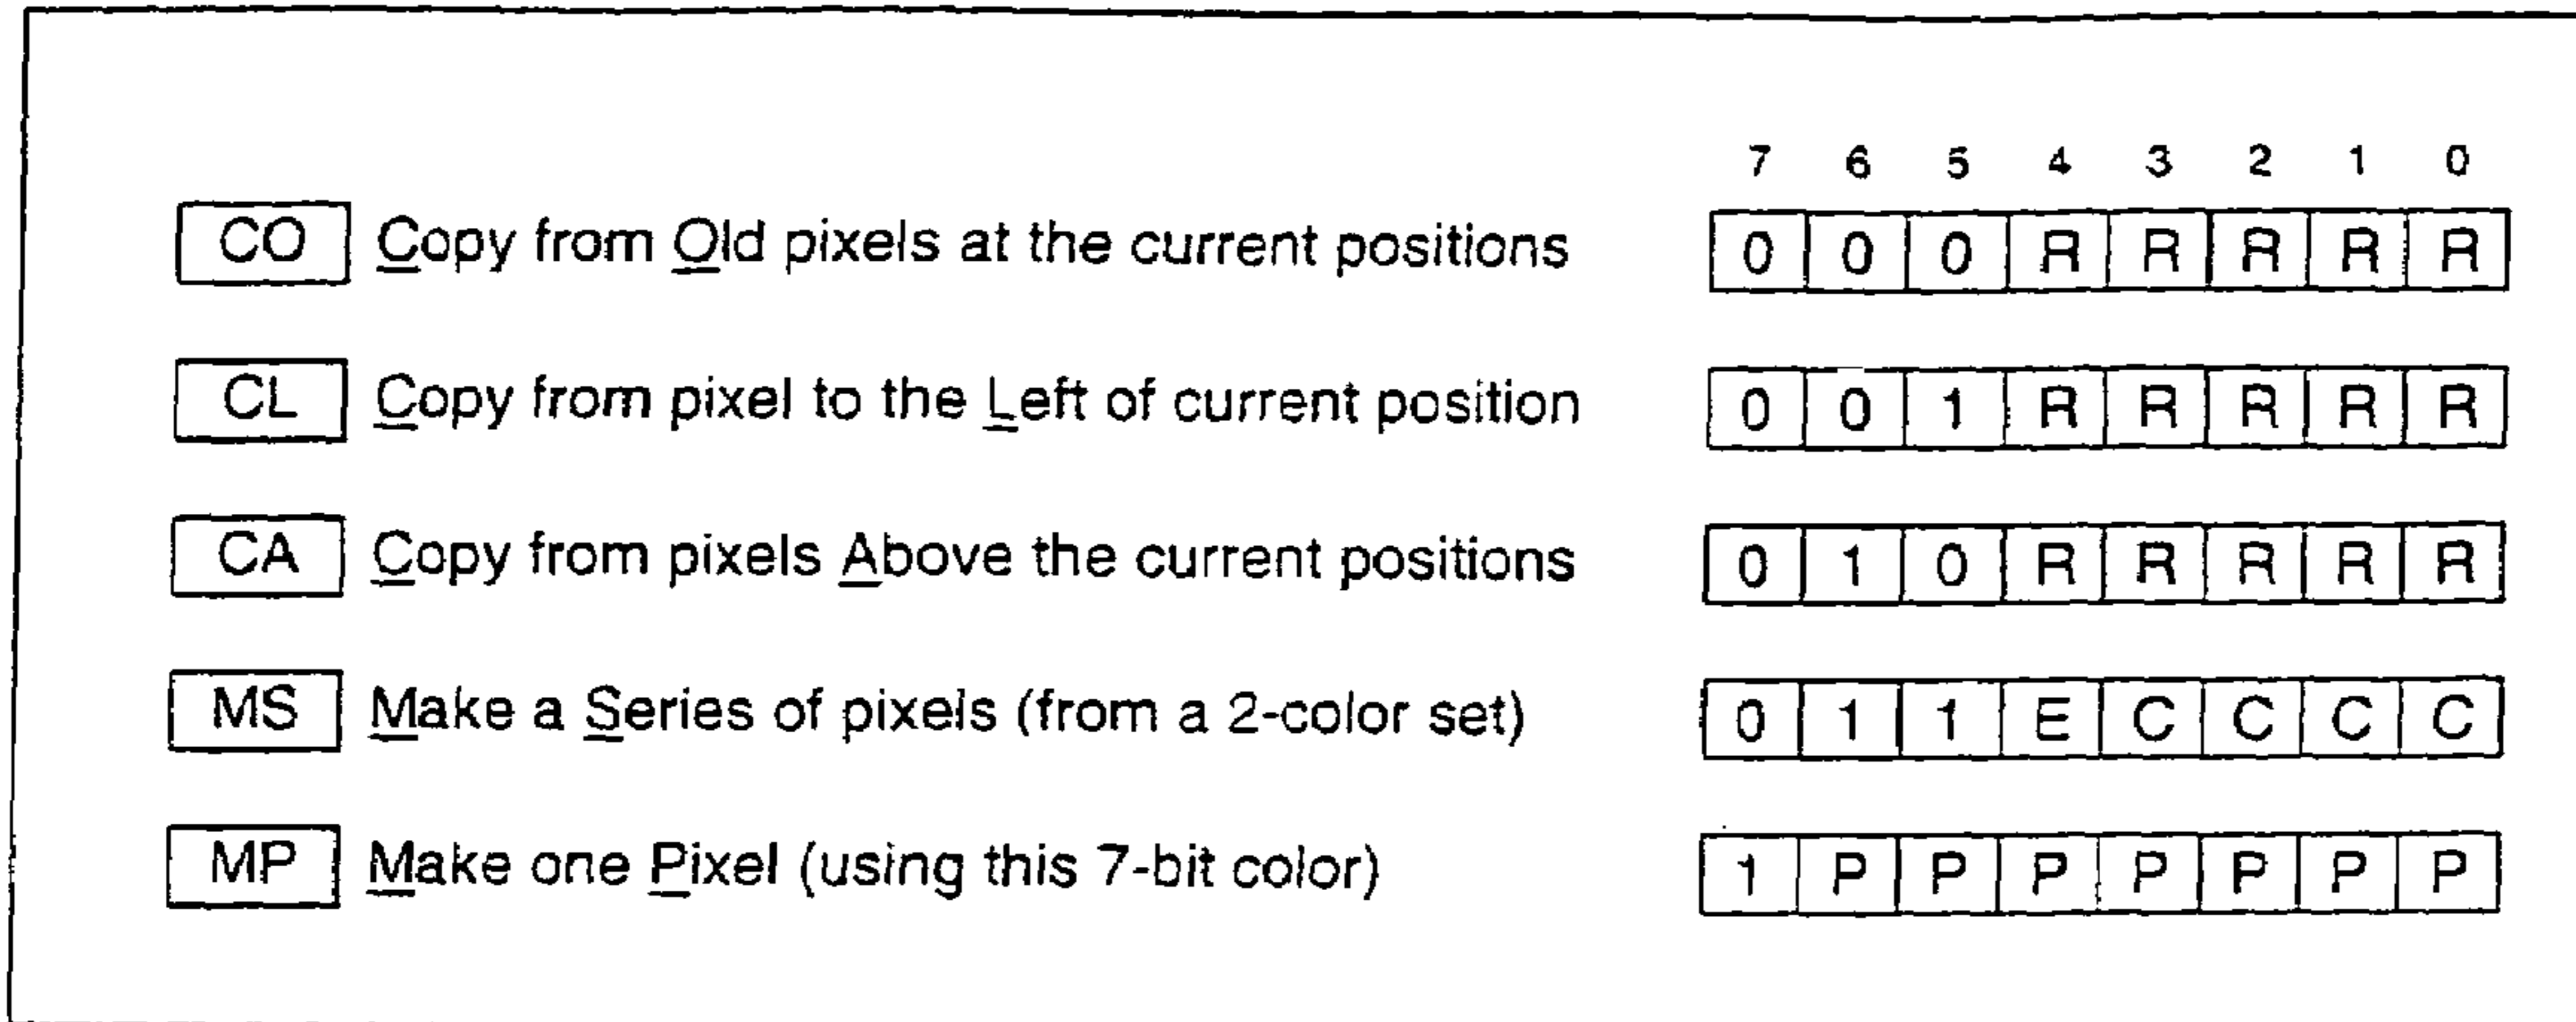 7 6 5 4 3 2 1 0
CO Copy from Old pixels at the current positions 0 0 0 R R R R R
CL Copy from pixel to the Left of current position 0 0 1 R R R R R
CA Copy from pixels Above the current positions 0 1 0 R R R R R
MS Make a Series of pixels (from a 2-color set) 0 1 1 E C C C C
MP Make one Pixel (using this 7-bit color) 1 P P P P P P P